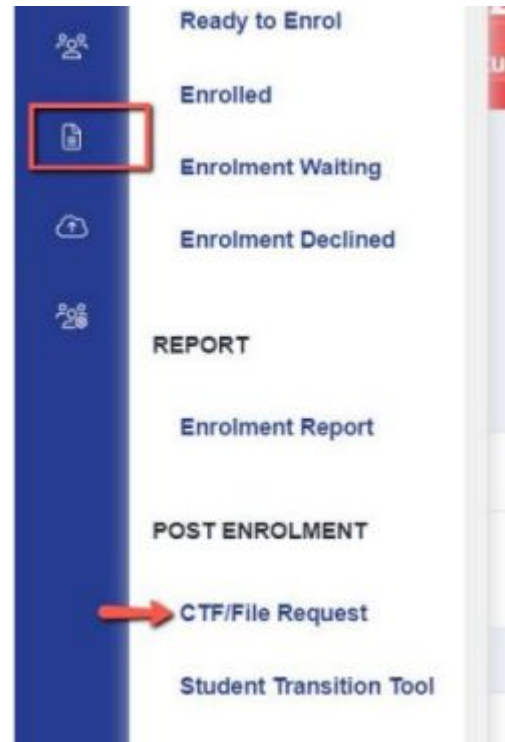 Ready to Enrol
Enrolled
Enrolment Waiting
Enrolment Declined
REPORT
Enrolment Report
POST ENROLMENT
CTF/File Request
Student Transition Tool